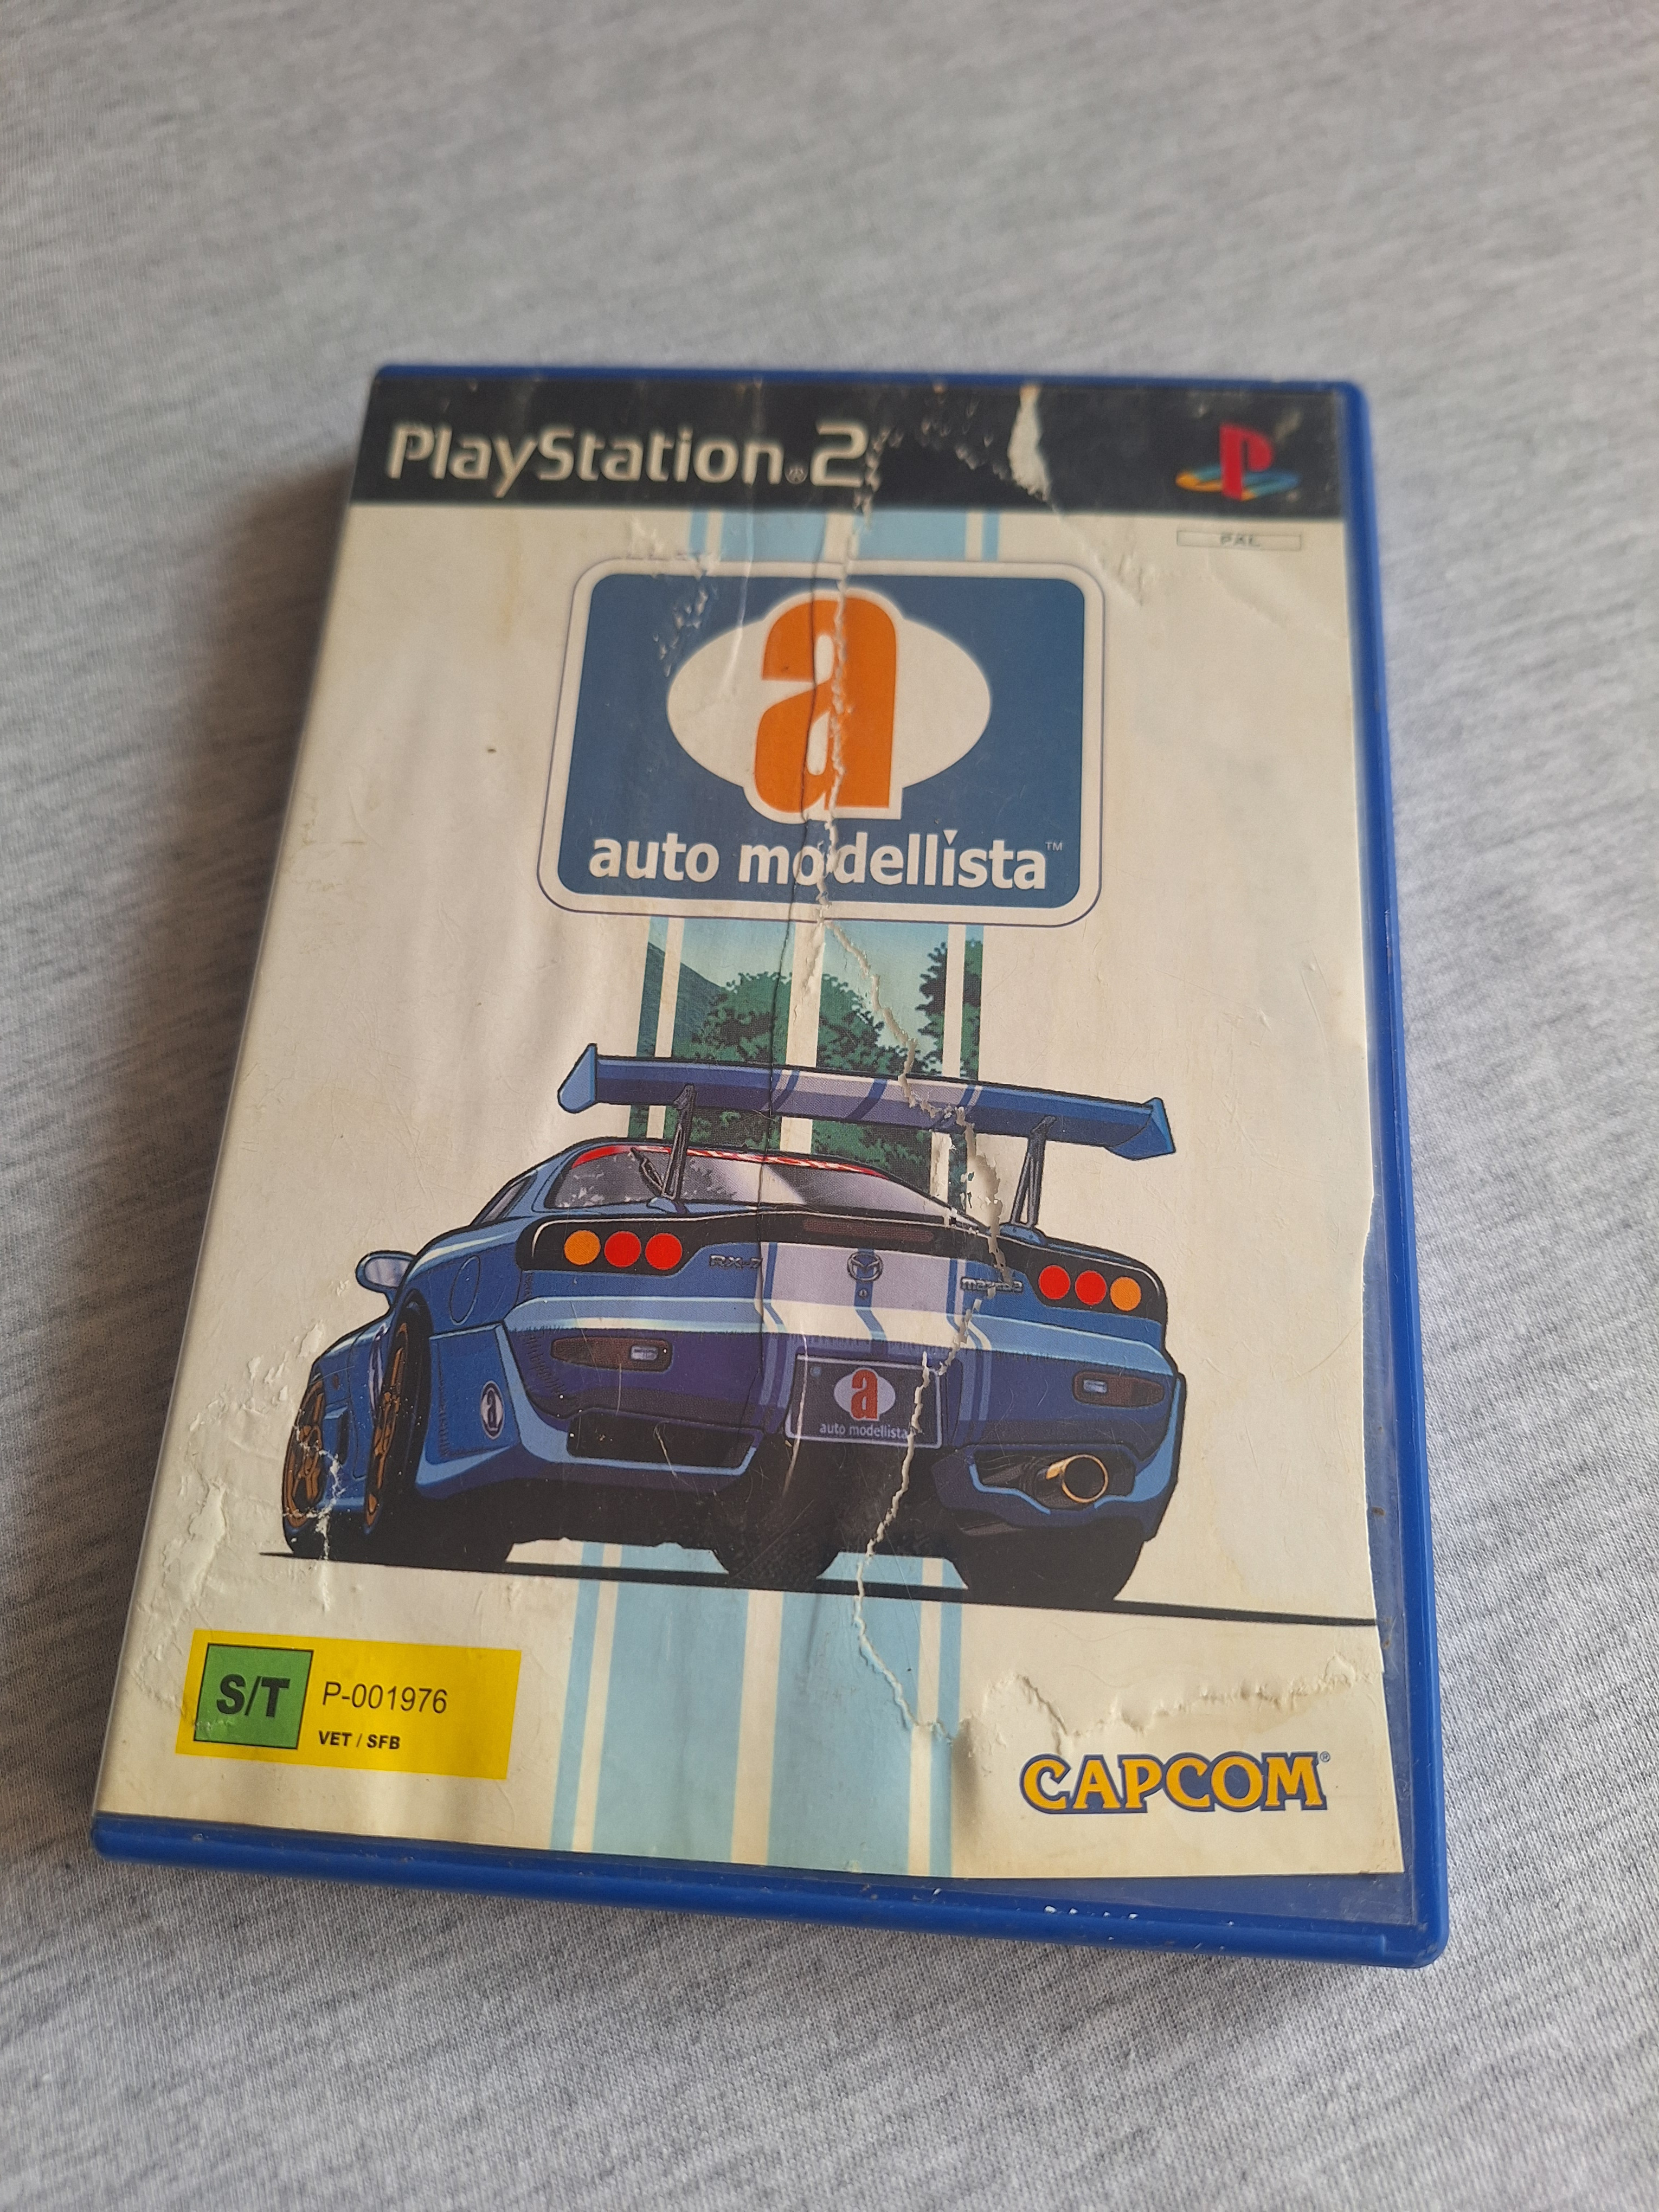 PlayStation®2
PAL
a
auto modellista™
RX-7
mazda
a
a
auto modellista
S/T
P-001976
VET / SFB
CAPCOM®